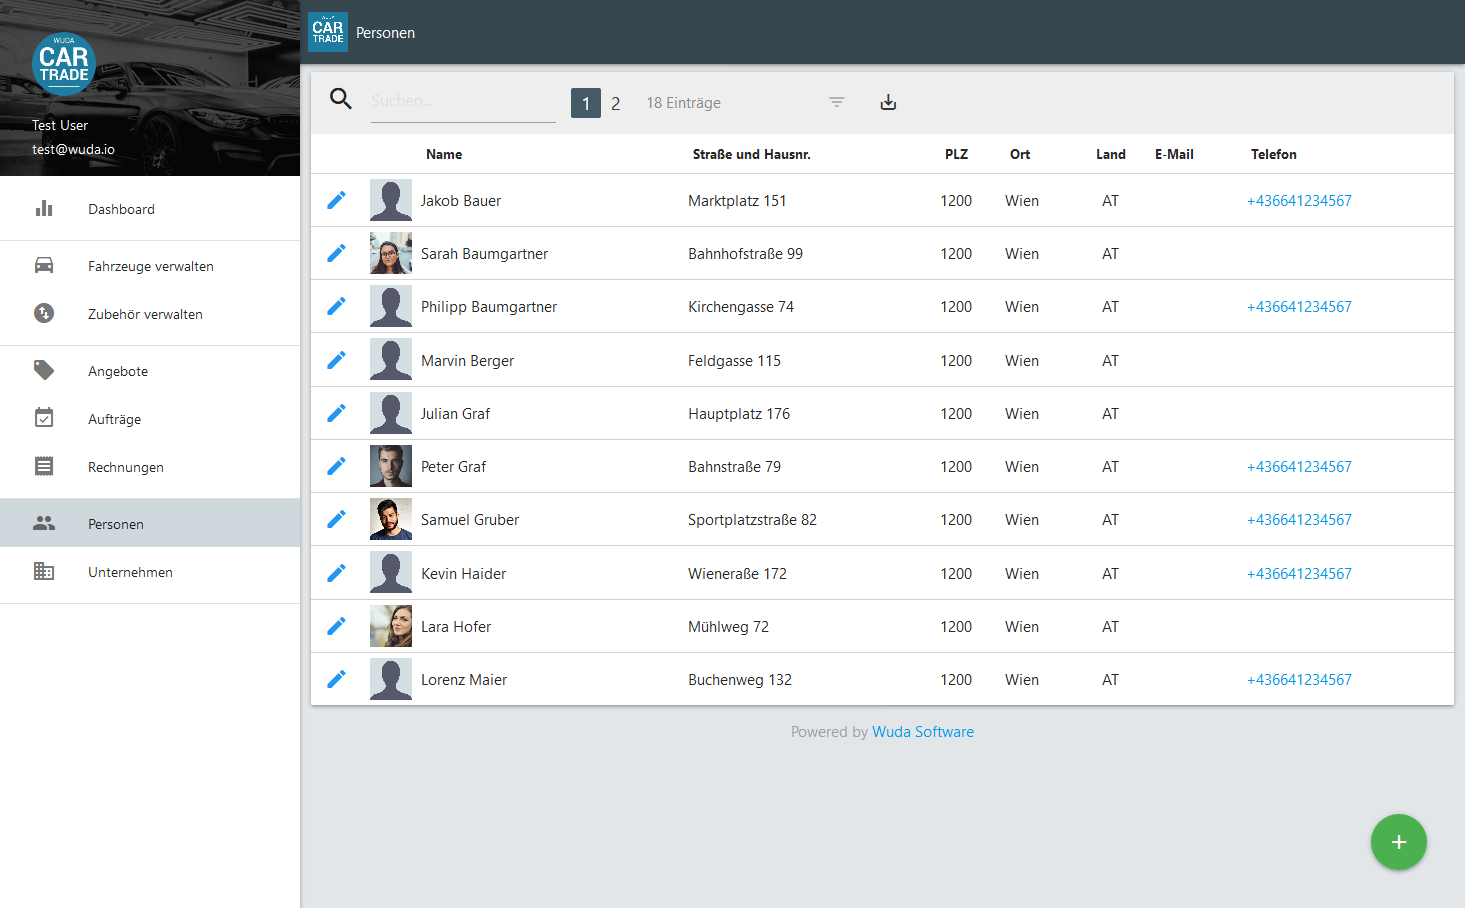 WUDA
CAR
TRADE
Test User
test@wuda.io
Dashboard
Fahrzeuge verwalten
Zubehör verwalten
Angebote
Aufträge
Rechnungen
Personen
Unternehmen
CAR
TRADE
Personen
Suchen... 1 2 18 Einträge
Name Straße und Hausnr. PLZ Ort Land E-Mail Telefon
Jakob Bauer Marktplatz 151 1200 Wien AT +436641234567
Sarah Baumgartner Bahnhofstraße 99 1200 Wien AT
Philipp Baumgartner Kirchengasse 74 1200 Wien AT +436641234567
Marvin Berger Feldgasse 115 1200 Wien AT
Julian Graf Hauptplatz 176 1200 Wien AT
Peter Graf Bahnstraße 79 1200 Wien AT +436641234567
Samuel Gruber Sportplatzstraße 82 1200 Wien AT +436641234567
Kevin Haider Wieneraße 172 1200 Wien AT +436641234567
Lara Hofer Mühlweg 72 1200 Wien AT
Lorenz Maier Buchenweg 132 1200 Wien AT +436641234567
Powered by Wuda Software